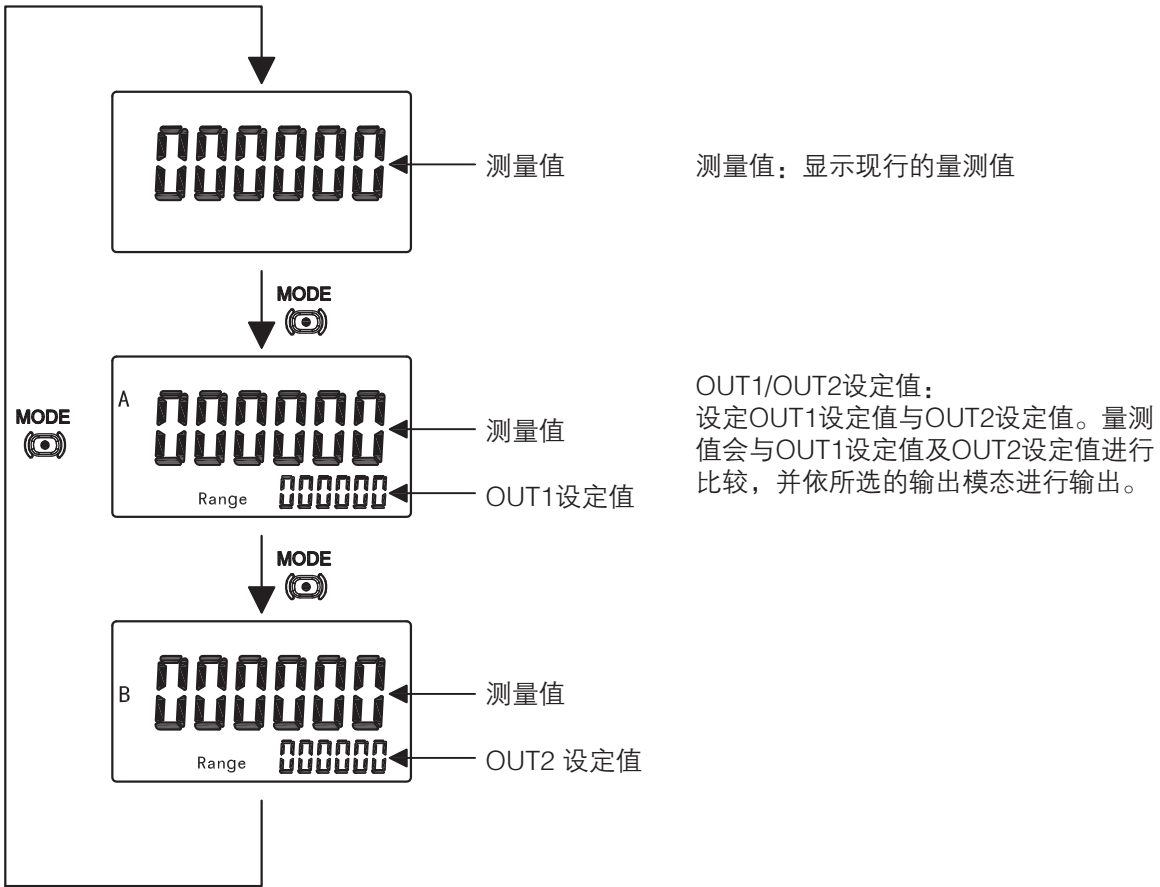 000000
测量值
测量值：显示现行的量测值
MODE
MODE
A
000000
测量值
Range
000000
OUT1设定值
OUT1/OUT2设定值：
设定OUT1设定值与OUT2设定值。量测
值会与OUT1设定值及OUT2设定值进行
比较，并依所选的输出模态进行输出。
MODE
B
000000
测量值
Range
000000
OUT2 设定值